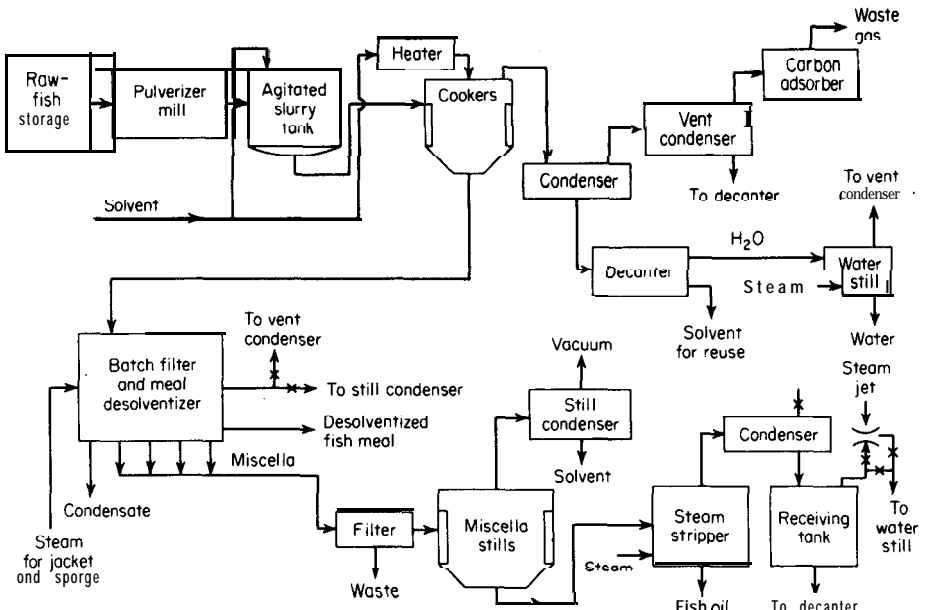 Waste
gas
Carbon
adsorber
Heater
Raw-
fish
storage
Pulverizer
mill
Agitated
slurry
tank
Cookers
Vent
condenser
Condenser
To decanter
To vent
condenser
Solvent
H2O
Decanter
Water
still
Steam
Solvent
for reuse
Water
To vent
condenser
Batch filter
and meal
desolventizer
To still condenser
Desolventized
fish meal
Miscella
Condensate
Steam
for jacket
ond sporge
Vacuum
Still
condenser
Solvent
Filter
Waste
Miscella
stills
Steam
jet
Condenser
Steam
stripper
Receiving
tank
To
water
still
Steam
Fish oil
To decanter